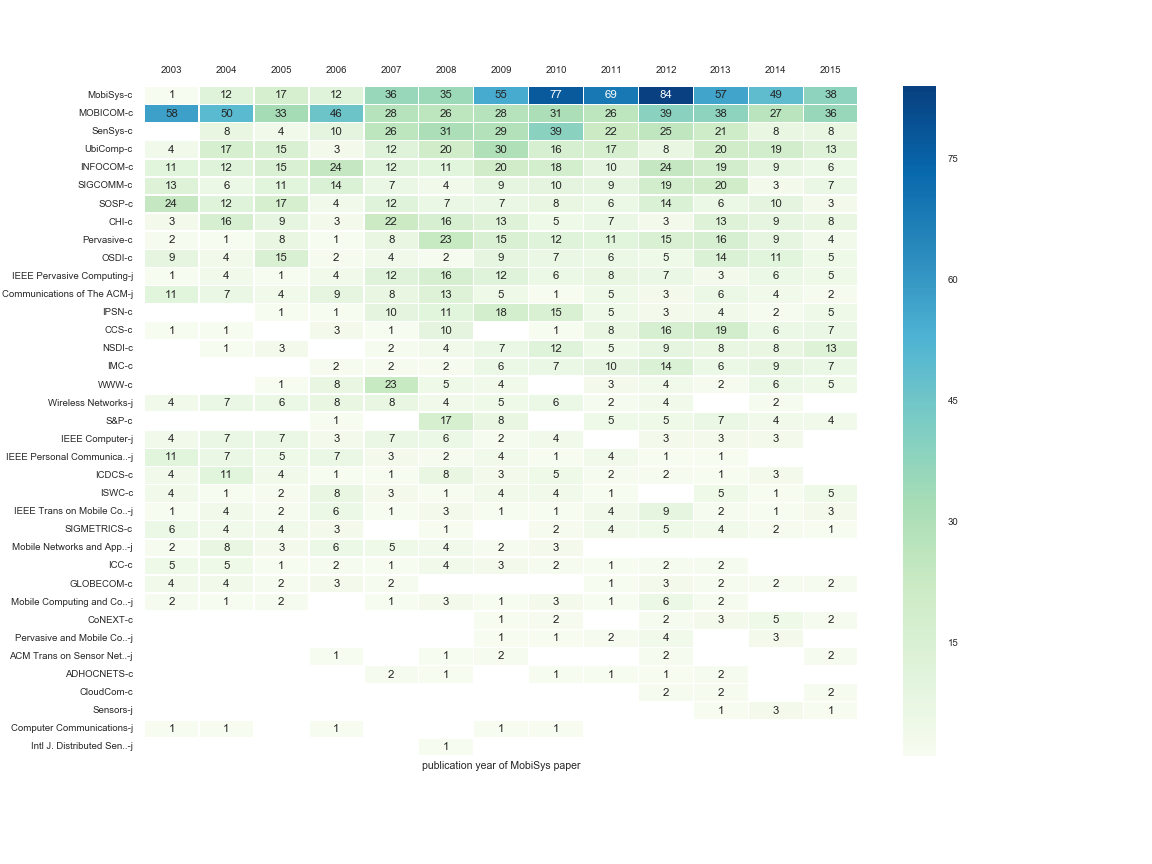 2003 2004 2005 2006 2007 2008 2009 2010 2011 2012 2013 2014 2015
MobiSys-c 1 12 17 12 36 35 55 77 69 84 57 49 38
MOBICOM-c 58 50 33 46 28 26 28 31 26 39 38 27 36
SenSys-c 8 4 10 26 31 29 39 22 25 21 8 8
UbiComp-c 4 17 15 3 12 20 30 16 17 8 20 19 13
75
INFOCOM-c 11 12 15 24 12 11 20 18 10 24 19 9 6
SIGCOMM-c 13 6 11 14 7 4 9 10 9 19 20 3 7
SOSP-c 24 12 17 4 12 7 7 8 6 14 6 10 3
CHI-c 3 16 9 3 22 16 13 5 7 3 13 9 8
Pervasive-c 2 1 8 1 8 23 15 12 11 15 16 9 4
OSDI-c 9 4 15 2 4 2 9 7 6 5 14 11 5
IEEE Pervasive Computing-j 1 4 1 4 12 16 12 6 8 7 3 6 5
60
Communications of The ACM-j 11 7 4 9 8 13 5 1 5 3 6 4 2
IPSN-c 1 1 10 11 18 15 5 3 4 2 5
CCS-c 1 1 3 1 10 1 8 16 19 6 7
NSDI-c 1 3 2 4 7 12 5 9 8 8 13
IMC-c 2 2 2 6 7 10 14 6 9 7
WWW-c 1 8 23 5 4 3 4 2 6 5
Wireless Networks-j 4 7 6 8 8 4 5 6 2 4 2
45
S&P-c 1 17 8 5 5 7 4 4
IEEE Computer-j 4 7 7 3 7 6 2 4 3 3 3
IEEE Personal Communica..-j 11 7 5 7 3 2 4 1 4 1 1
ICDCS-c 4 11 4 1 1 8 3 5 2 2 1 3
ISWC-c 4 1 2 8 3 1 4 4 1 5 1 5
IEEE Trans on Mobile Co..-j 1 4 2 6 1 3 1 1 4 9 2 1 3
30
SIGMETRICS-c 6 4 4 3 1 2 4 5 4 2 1
Mobile Networks and App..-j 2 8 3 6 5 4 2 3
ICC-c 5 5 1 2 1 4 3 2 1 2 2
GLOBECOM-c 4 4 2 3 2 1 3 2 2 2
Mobile Computing and Co..-j 2 1 2 1 3 1 3 1 6 2
CoNEXT-c 1 2 2 3 5 2
Pervasive and Mobile Co..-j 1 1 2 4 3
15
ACM Trans on Sensor Net..-j 1 1 2 2 2
ADHOCNETS-c 2 1 1 1 1 2
CloudCom-c 2 2 2
Sensors-j 1 3 1
Computer Communications-j 1 1 1 1 1
Intl J. Distributed Sen..-j 1
publication year of MobiSys paper